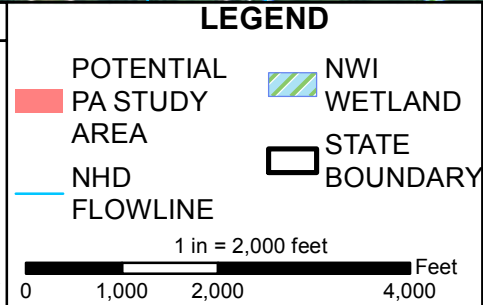 LEGEND
POTENTIAL
PA STUDY
AREA
NHD
FLOWLINE
NWI
WETLAND
STATE
BOUNDARY
1 in = 2,000 feet
Feet
0 1,000 2,000 4,000